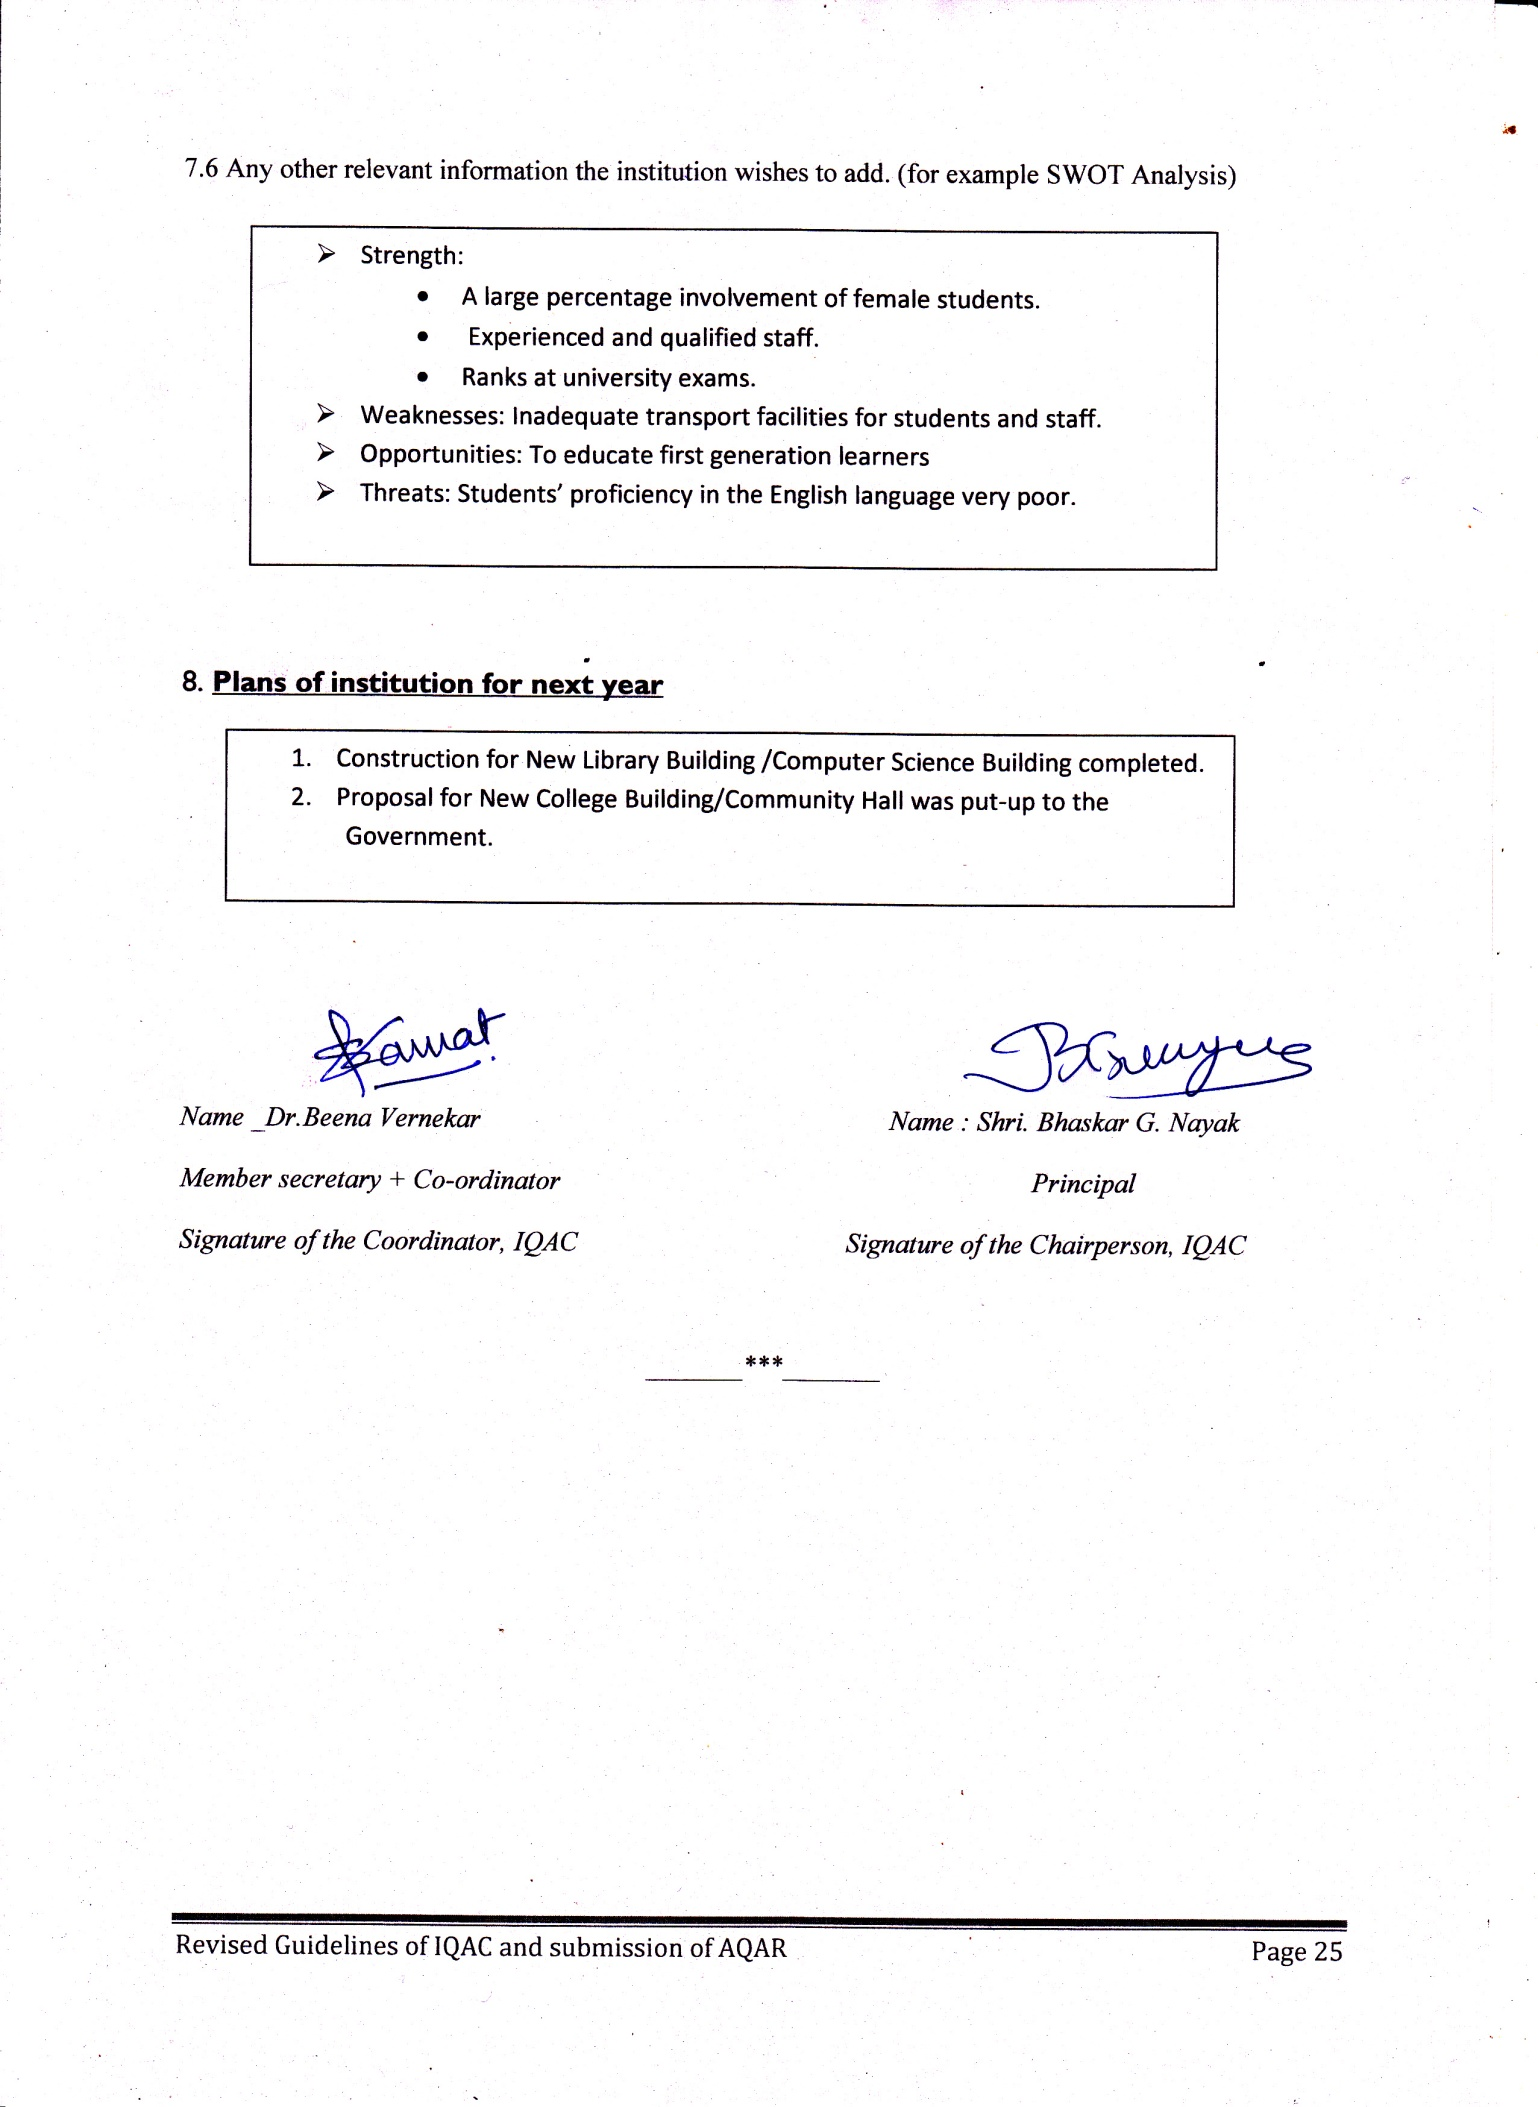 7.6 Any other relevant information the institution wishes to add. (for example SWOT Analysis)
➢ Strength:
• A large percentage involvement of female students.
• Experienced and qualified staff.
• Ranks at university exams.
➢ Weaknesses: Inadequate transport facilities for students and staff.
➢ Opportunities: To educate first generation learners
➢ Threats: Students’ proficiency in the English language very poor.
8. Plans of institution for next year
1. Construction for New Library Building /Computer Science Building completed.
2. Proposal for New College Building/Community Hall was put-up to the
Government.
Name _Dr.Beena Vernekar
Name : Shri. Bhaskar G. Nayak
Member secretary + Co-ordinator
Principal
Signature of the Coordinator, IQAC
Signature of the Chairperson, IQAC
_______***_______
Revised Guidelines of IQAC and submission of AQAR
Page 25